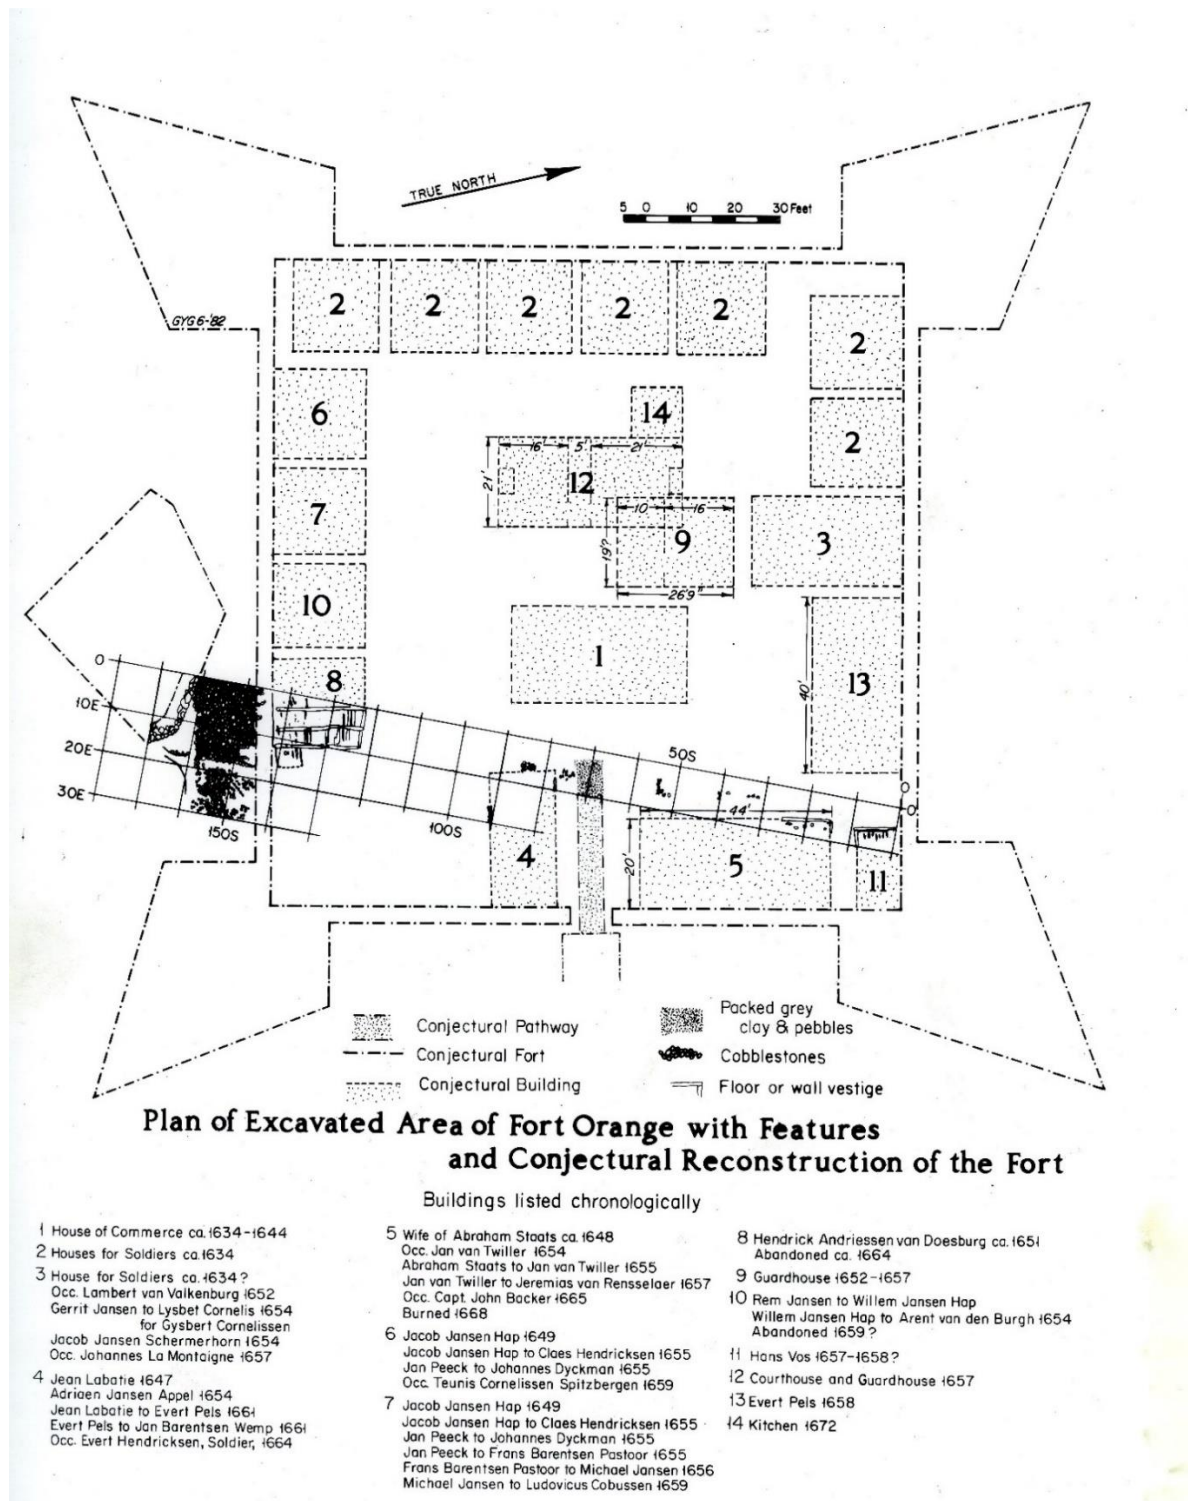 TRUE NORTH
5 0 10 20 30 Feet
GYG 6-'82
2 2 2 2 2
2
6
14
2
16' 5' 21'
21'
12
10 16
7
9
3
19'?
26'9"
10
1
0
8
13
40'
10E
20E
50S
30E
0
0
150S
100S
44'
4
20'
5
11
Conjectural Pathway
Conjectural Fort
Conjectural Building
Packed grey
clay & pebbles
Cobblestones
Floor or wall vestige
Plan of Excavated Area of Fort Orange with Features
and Conjectural Reconstruction of the Fort
Buildings listed chronologically
1 House of Commerce ca. 1634-1644
2 Houses for Soldiers ca. 1634
3 House for Soldiers ca. 1634?
Occ. Lambert van Valkenburg 1652
Gerrit Jansen to Lysbet Cornelis 1654
for Gysbert Cornelissen
Jacob Jansen Schermerhorn 1654
Occ. Johannes La Montaigne 1657
4 Jean Labatie 1647
Adriaen Jansen Appel 1654
Jean Labatie to Evert Pels 1661
Evert Pels to Jan Barentsen Wemp 1661
Occ. Evert Hendricksen, Soldier, 1664
5 Wife of Abraham Staats ca. 1648
Occ. Jan van Twiller 1654
Abraham Staats to Jan van Twiller 1655
Jan van Twiller to Jeremias van Rensselaer 1657
Occ. Capt. John Backer 1665
Burned 1668
6 Jacob Jansen Hap 1649
Jacob Jansen Hap to Claes Hendricksen 1655
Jan Peeck to Johannes Dyckman 1655
Occ. Teunis Cornelissen Spitzbergen 1659
7 Jacob Jansen Hap 1649
Jacob Jansen Hap to Claes Hendricksen 1655
Jan Peeck to Johannes Dyckman 1655
Jan Peeck to Frans Barentsen Pastoor 1655
Frans Barentsen Pastoor to Michael Jansen 1656
Michael Jansen to Ludovicus Cobussen 1659
8 Hendrick Andriessen van Doesburg ca. 1651
Abandoned ca. 1664
9 Guardhouse 1652-1657
10 Rem Jansen to Willem Jansen Hap
Willem Jansen Hap to Arent van den Burgh 1654
Abandoned 1659?
11 Hans Vos 1657-1658?
12 Courthouse and Guardhouse 1657
13 Evert Pels 1658
14 Kitchen 1672